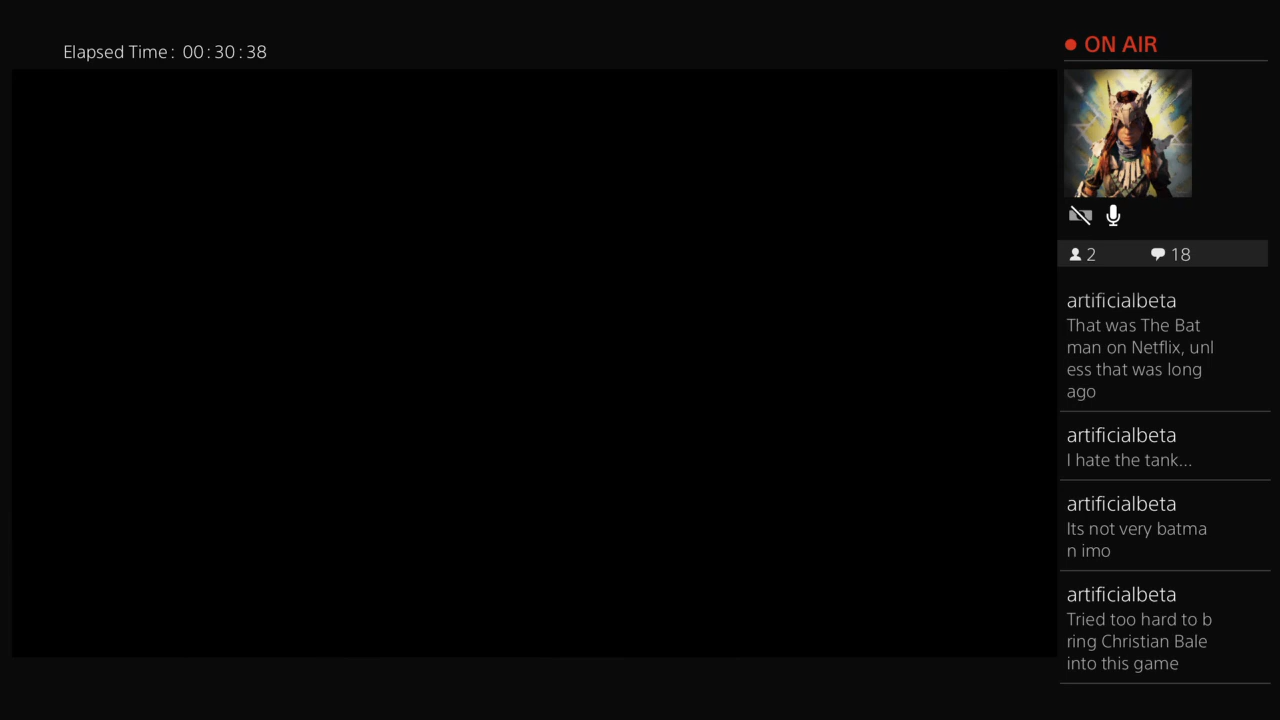 Elapsed Time: 00:30:38
ON AIR
2
18
artificialbeta
That was The Bat
man on Netflix, unl
ess that was long
ago
artificialbeta
I hate the tank...
artificialbeta
Its not very batma
n imo
artificialbeta
Tried too hard to b
ring Christian Bale
into this game